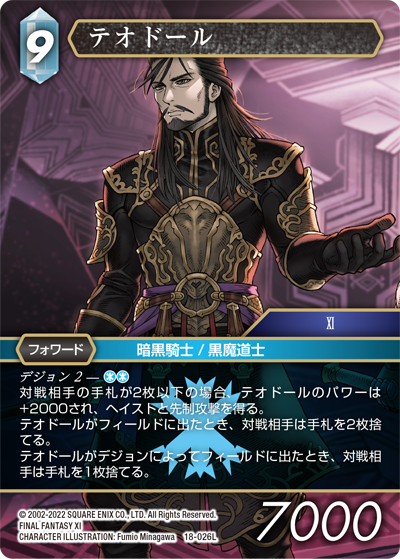 9
テオドール
XI
フォワード
暗黒騎士 / 黒魔道士
デジョン 2 ―
対戦相手の手札が2枚以下の場合、テオドールのパワーは
+2000され、ヘイストと先制攻撃を得る。
テオドールがフィールドに出たとき、対戦相手は手札を2枚捨
てる。
テオドールがデジョンによってフィールドに出たとき、対戦相
手は手札を1枚捨てる。
© 2002-2022 SQUARE ENIX CO., LTD. All Rights Reserved.
FINAL FANTASY XI
CHARACTER ILLUSTRATION: Fumio Minagawa
18-026L
7000